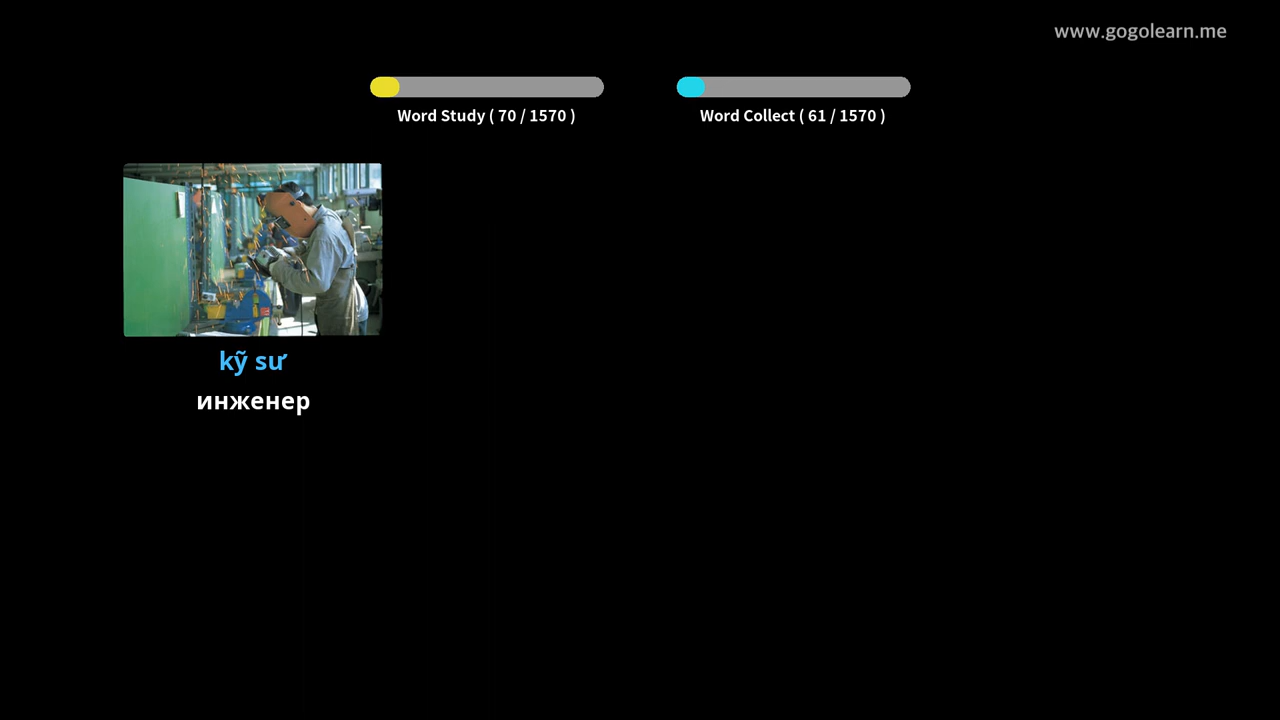 www.gogolearn.me
Word Study ( 70 / 1570 )
Word Collect ( 61 / 1570 )
kỹ sư
инженер